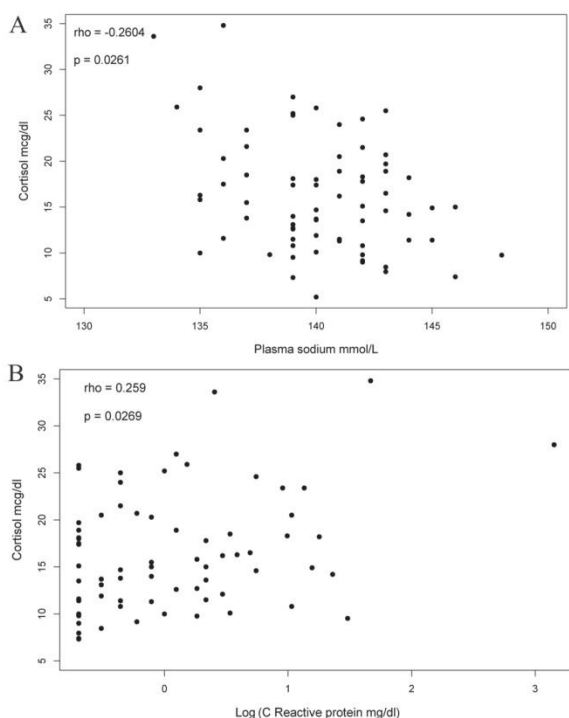 A
rho = -0.2604
p = 0.0261
35
30
25
20
15
10
5
Cortisol mcg/dl
130 135 140 145 150
Plasma sodium mmol/L
B
rho = 0.259
p = 0.0269
35
30
25
20
15
10
5
Cortisol mcg/dl
0 1 2 3
Log (C Reactive protein mg/dl)